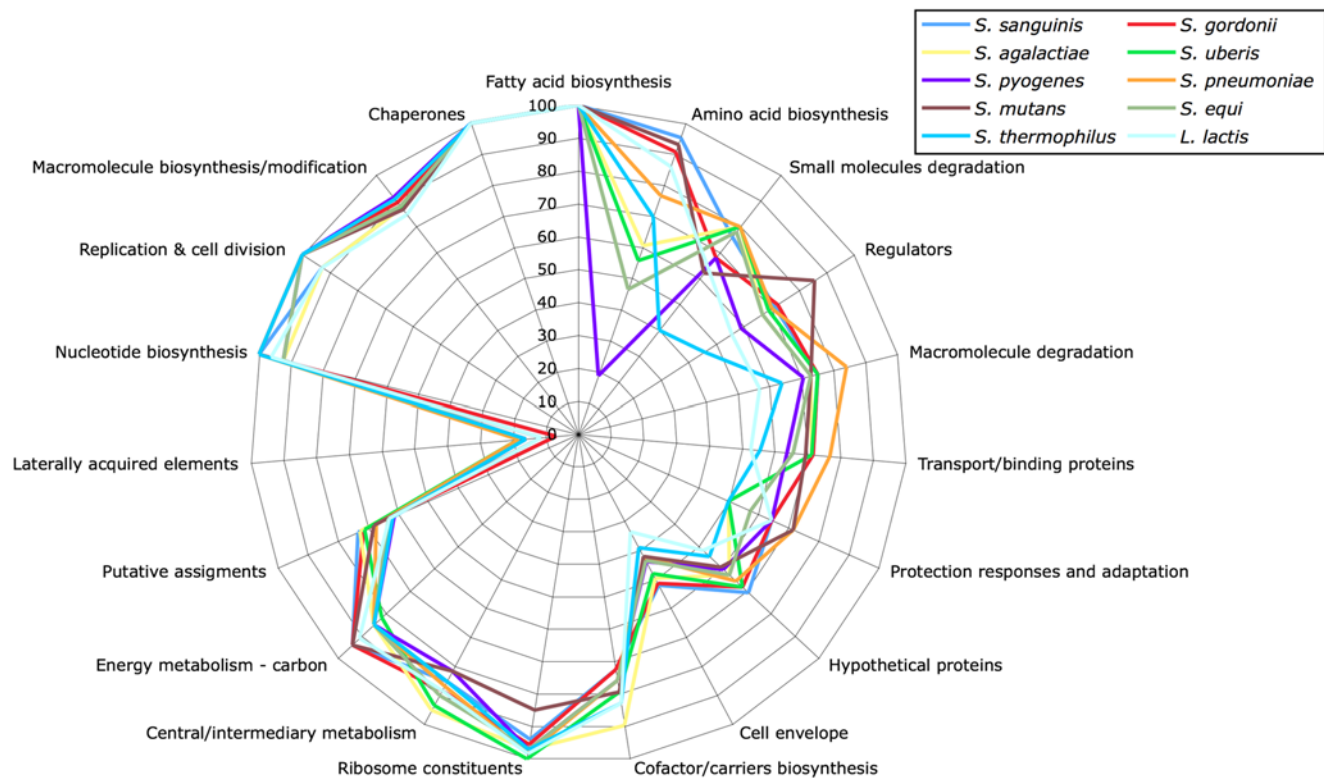 S. sanguinis S. gordonii
S. agalactiae S. uberis
S. pyogenes S. pneumoniae
S. mutans S. equi
S. thermophilus L. lactis
Fatty acid biosynthesis
Chaperones
Amino acid biosynthesis
Macromolecule biosynthesis/modification
Small molecules degradation
Replication & cell division
Regulators
Nucleotide biosynthesis
Macromolecule degradation
Laterally acquired elements
Transport/binding proteins
Putative assigments
Protection responses and adaptation
Energy metabolism - carbon
Hypothetical proteins
Central/intermediary metabolism
Cell envelope
Ribosome constituents
Cofactor/carriers biosynthesis
100
90
80
70
60
50
40
30
20
10
0